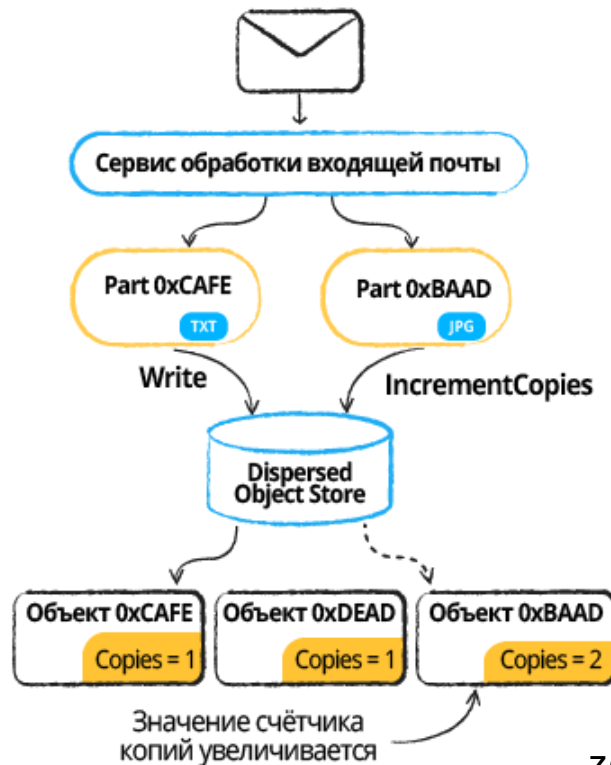 Сервис обработки входящей почты
Part 0xCAFE
TXT
Part 0xBAAD
JPG
Write
IncrementCopies
Dispersed
Object Store
Объект 0xCAFE
Copies = 1
Объект 0xDEAD
Copies = 1
Объект 0xBAAD
Copies = 2
Значение счётчика
копий увеличивается